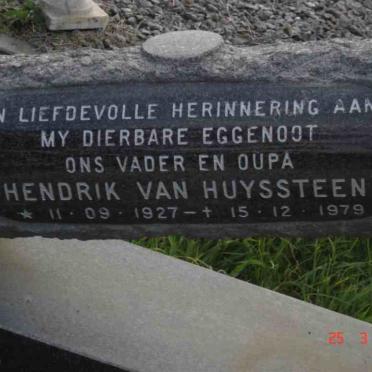 N LIEFDEVOLLE HERINNERING AAN
MY DIERBARE EGGENOOT
ONS VADER EN OUPA
HENDRIK VAN HUYSSTEEN
* 11 · 09 · 1927 - † 15 · 12 · 1979
25 3